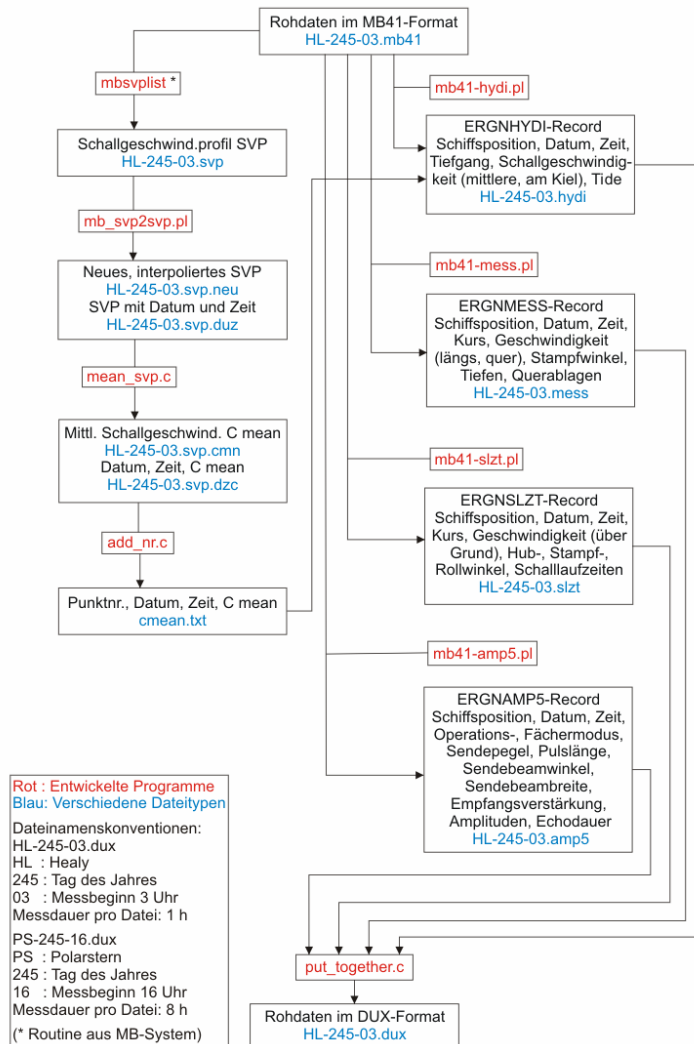 Rohdaten im MB41-Format
HL-245-03.mb41
mbsvplist *
Schallgeschwind.profil SVP
HL-245-03.svp
mb_svp2svp.pl
Neues, interpoliertes SVP
HL-245-03.svp.neu
SVP mit Datum und Zeit
HL-245-03.svp.duz
mean_svp.c
Mittl. Schallgeschwind. C mean
HL-245-03.svp.cmn
Datum, Zeit, C mean
HL-245-03.svp.dzc
add_nr.c
Punktnr., Datum, Zeit, C mean
cmean.txt
mb41-hydi.pl
ERGNHYDI-Record
Schiffsposition, Datum, Zeit,
Tiefgang, Schallgeschwindig-
keit (mittlere, am Kiel), Tide
HL-245-03.hydi
mb41-mess.pl
ERGNMESS-Record
Schiffsposition, Datum, Zeit,
Kurs, Geschwindigkeit
(längs, quer), Stampfwinkel,
Tiefen, Querablagen
HL-245-03.mess
mb41-slzt.pl
ERGNSLZT-Record
Schiffsposition, Datum, Zeit,
Kurs, Geschwindigkeit (über
Grund), Hub-, Stampf-,
Rollwinkel, Schalllaufzeiten
HL-245-03.slzt
mb41-amp5.pl
ERGNAMP5-Record
Schiffsposition, Datum, Zeit,
Operations-, Fächermodus,
Sendepegel, Pulslänge,
Sendebeamwinkel,
Sendebeambreite,
Empfangsverstärkung,
Amplituden, Echodauer
HL-245-03.amp5
put_together.c
Rohdaten im DUX-Format
HL-245-03.dux
Rot : Entwickelte Programme
Blau: Verschiedene Dateitypen
Dateinamenskonventionen:
HL-245-03.dux
HL : Healy
245 : Tag des Jahres
03 : Messbeginn 3 Uhr
Messdauer pro Datei: 1 h
PS-245-16.dux
PS : Polarstern
245 : Tag des Jahres
16 : Messbeginn 16 Uhr
Messdauer pro Datei: 8 h
(* Routine aus MB-System)